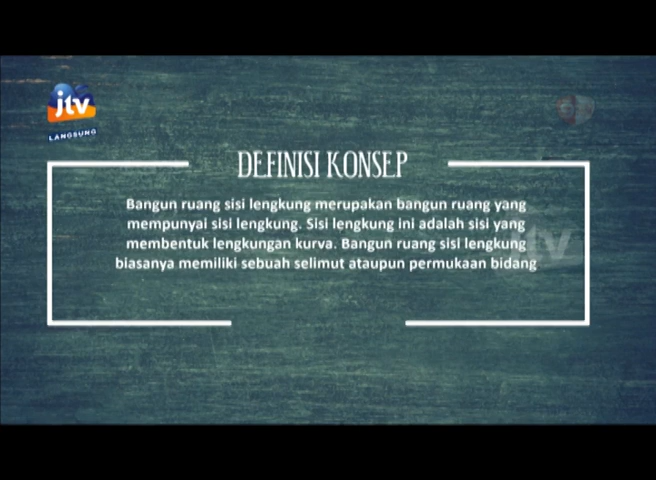 jtv
LANGSUNG
DEFINISI KONSEP
Bangun ruang sisi lengkung merupakan bangun ruang yang
mempunyai sisi lengkung. Sisi lengkung ini adalah sisi yang
membentuk lengkungan kurva. Bangun ruang sisi lengkung
biasanya memiliki sebuah selimut ataupun permukaan bidang
jtv